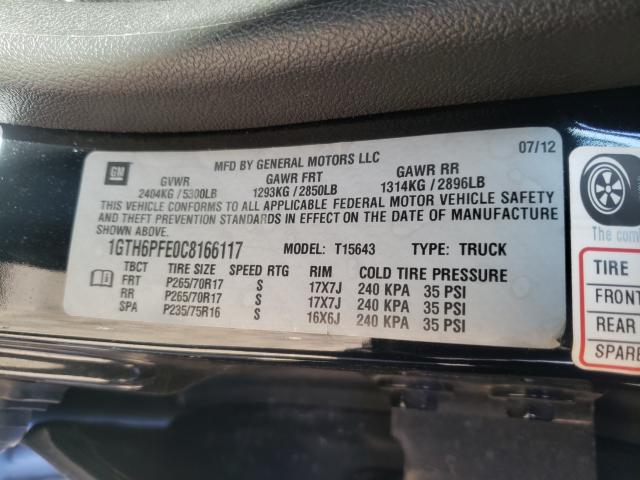 07/12
GM
MFD BY GENERAL MOTORS LLC
GVWR GAWR FRT GAWR RR
2404KG / 5300LB 1293KG / 2850LB 1314KG / 2896LB
THIS VEHICLE CONFORMS TO ALL APPLICABLE FEDERAL MOTOR VEHICLE SAFETY
AND THEFT PREVENTION STANDARDS IN EFFECT ON THE DATE OF MANUFACTURE
SHOWN ABOVE.
1GTH6PFE0C8166117 MODEL: T15643 TYPE: TRUCK
TBCT TIRE SIZE SPEED RTG RIM COLD TIRE PRESSURE
FRT P265/70R17 S 17X7J 240 KPA 35 PSI
RR P265/70R17 S 17X7J 240 KPA 35 PSI
SPA P235/75R16 S 16X6J 240 KPA 35 PSI
The
TIRE
FRONT
REAR
SPARE